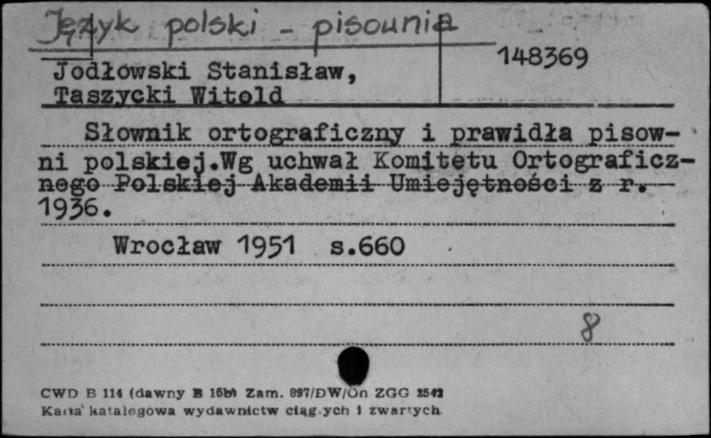 Język polski - pisownia
148369
Jodłowski Stanisław,
Taszycki Witold
Słownik ortograficzny i prawidła pisow-
ni polskiej.Wg uchwał Komitetu Ortograficz-
nego Polskiej Akademii Umiejętności z r.
1936.
Wrocław 1951 s.660
8
CWD B 114 (dawny B 15b) Zam. 897/DW/On ZGG 2542
Karta katalogowa wydawnictw ciągłych i zwartych.